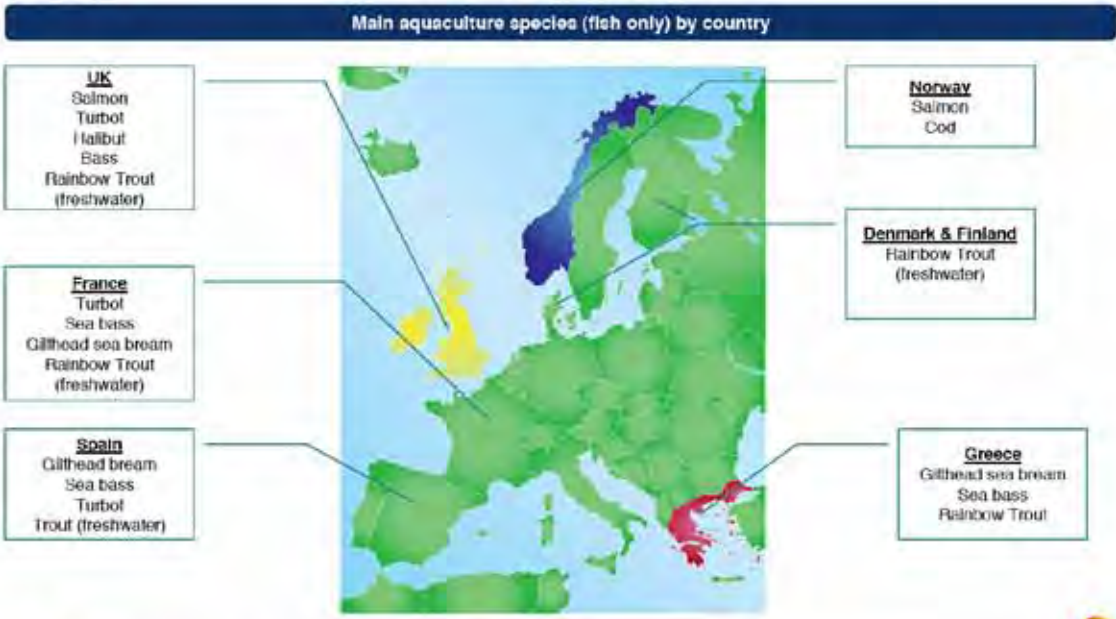 Main aquaculture species (fish only) by country
UK
Salmon
Turbot
Halibut
Bass
Rainbow Trout
(freshwater)
France
Turbot
Sea bass
Gilthead sea bream
Rainbow Trout
(freshwater)
Spain
Gilthead bream
Sea bass
Turbot
Trout (freshwater)
Norway
Salmon
Cod
Denmark & Finland
Rainbow Trout
(freshwater)
Greece
Gilthead sea bream
Sea bass
Rainbow Trout